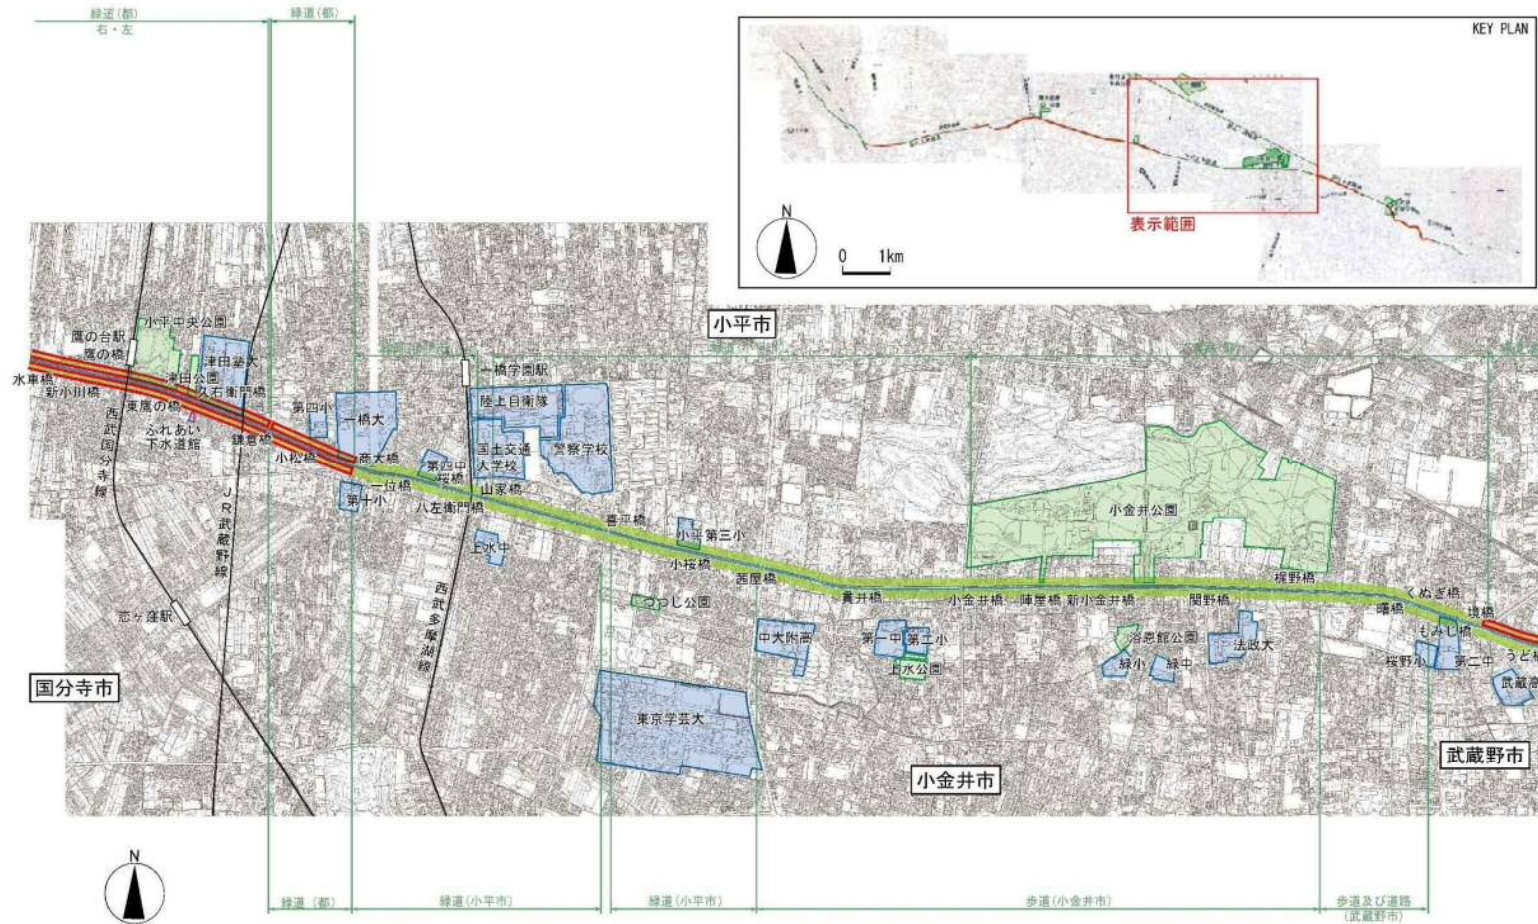 緑道(都)
右・左
緑道(都)
KEY PLAN
N
0 1km
表示範囲
小平市
小平中央公園
鷹の台駅
鷹の橋
津田塾大
津田公園
久右衛門橋
水車橋
新小川橋
東鷹の橋
ふれあい
下水道館
鎌倉橋
西武国分寺線
JR武蔵野線
第四小
一橋大
小松橋
商大橋
一橋学園駅
陸上自衛隊
国土交通
大学校
警察学校
第四中
桜橋
一位橋
山家橋
第十小
八左衛門橋
上水中
喜平橋
小平第三小
小桜橋
茜屋橋
小金井公園
貫井橋
小金井橋
陣屋橋
新小金井橋
関野橋
梶野橋
くぬぎ橋
曙橋
境橋
もみじ橋
恋ヶ窪駅
西武多摩湖線
つつじ公園
中大附高
第一中
第二小
上水公園
浴恩館公園
緑小
緑中
法政大
桜野小
第二中
国分寺市
東京学芸大
小金井市
武蔵野市
N
緑道(都)
緑道(小平市)
緑道(小平市)
歩道(小金井市)
歩道及び道路
(武蔵野市)